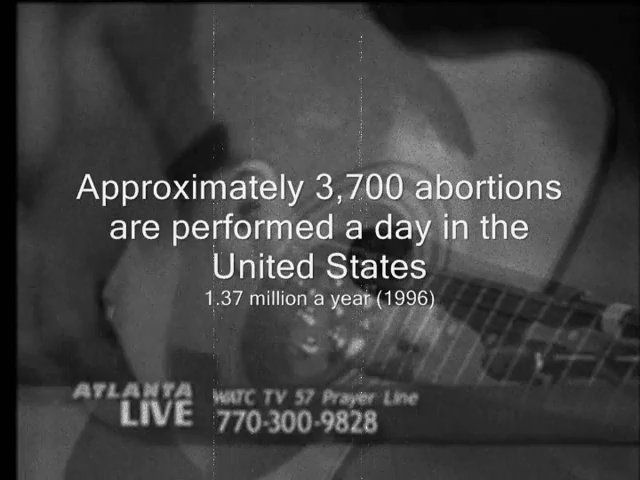 Approximately 3,700 abortions
are performed a day in the
United States
1.37 million a year (1996)
ATLANTA
LIVE
WATC TV 57 Prayer Line
770-300-9828